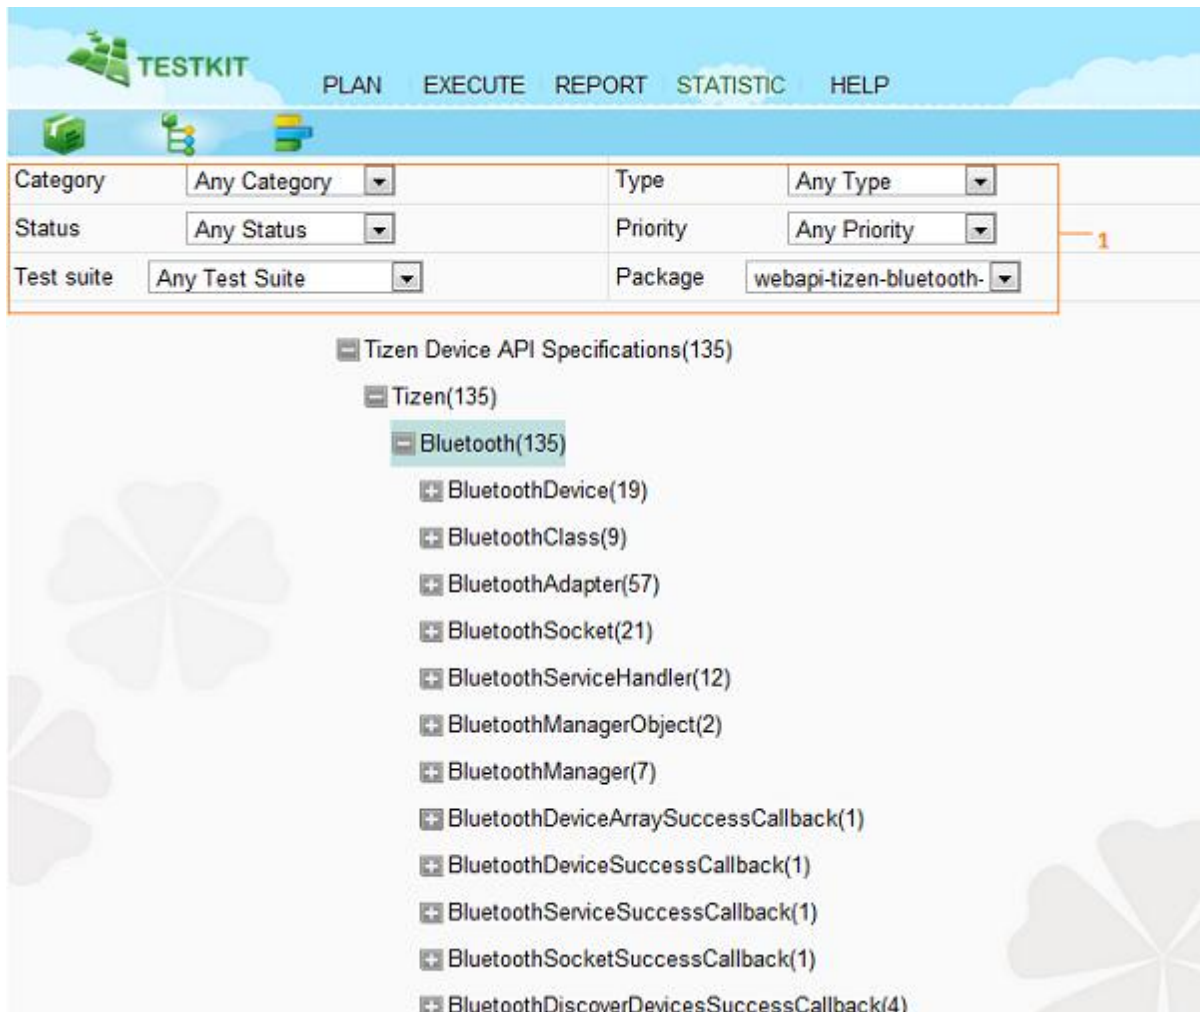 TESTKIT
PLAN EXECUTE REPORT STATISTIC HELP
Category Any Category Type Any Type
Status Any Status Priority Any Priority 1
Test suite Any Test Suite Package webapi-tizen-bluetooth-
Tizen Device API Specifications(135)
Tizen(135)
Bluetooth(135)
BluetoothDevice(19)
BluetoothClass(9)
BluetoothAdapter(57)
BluetoothSocket(21)
BluetoothServiceHandler(12)
BluetoothManagerObject(2)
BluetoothManager(7)
BluetoothDeviceArraySuccessCallback(1)
BluetoothDeviceSuccessCallback(1)
BluetoothServiceSuccessCallback(1)
BluetoothSocketSuccessCallback(1)
BluetoothDiscoverDevicesSuccessCallback(4)